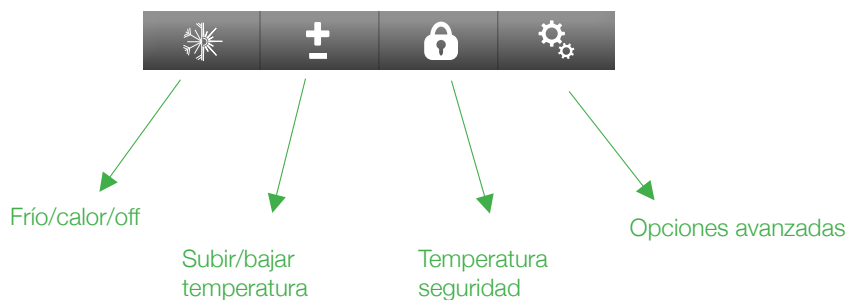 Frío/calor/off
Subir/bajar
temperatura
Temperatura
seguridad
Opciones avanzadas